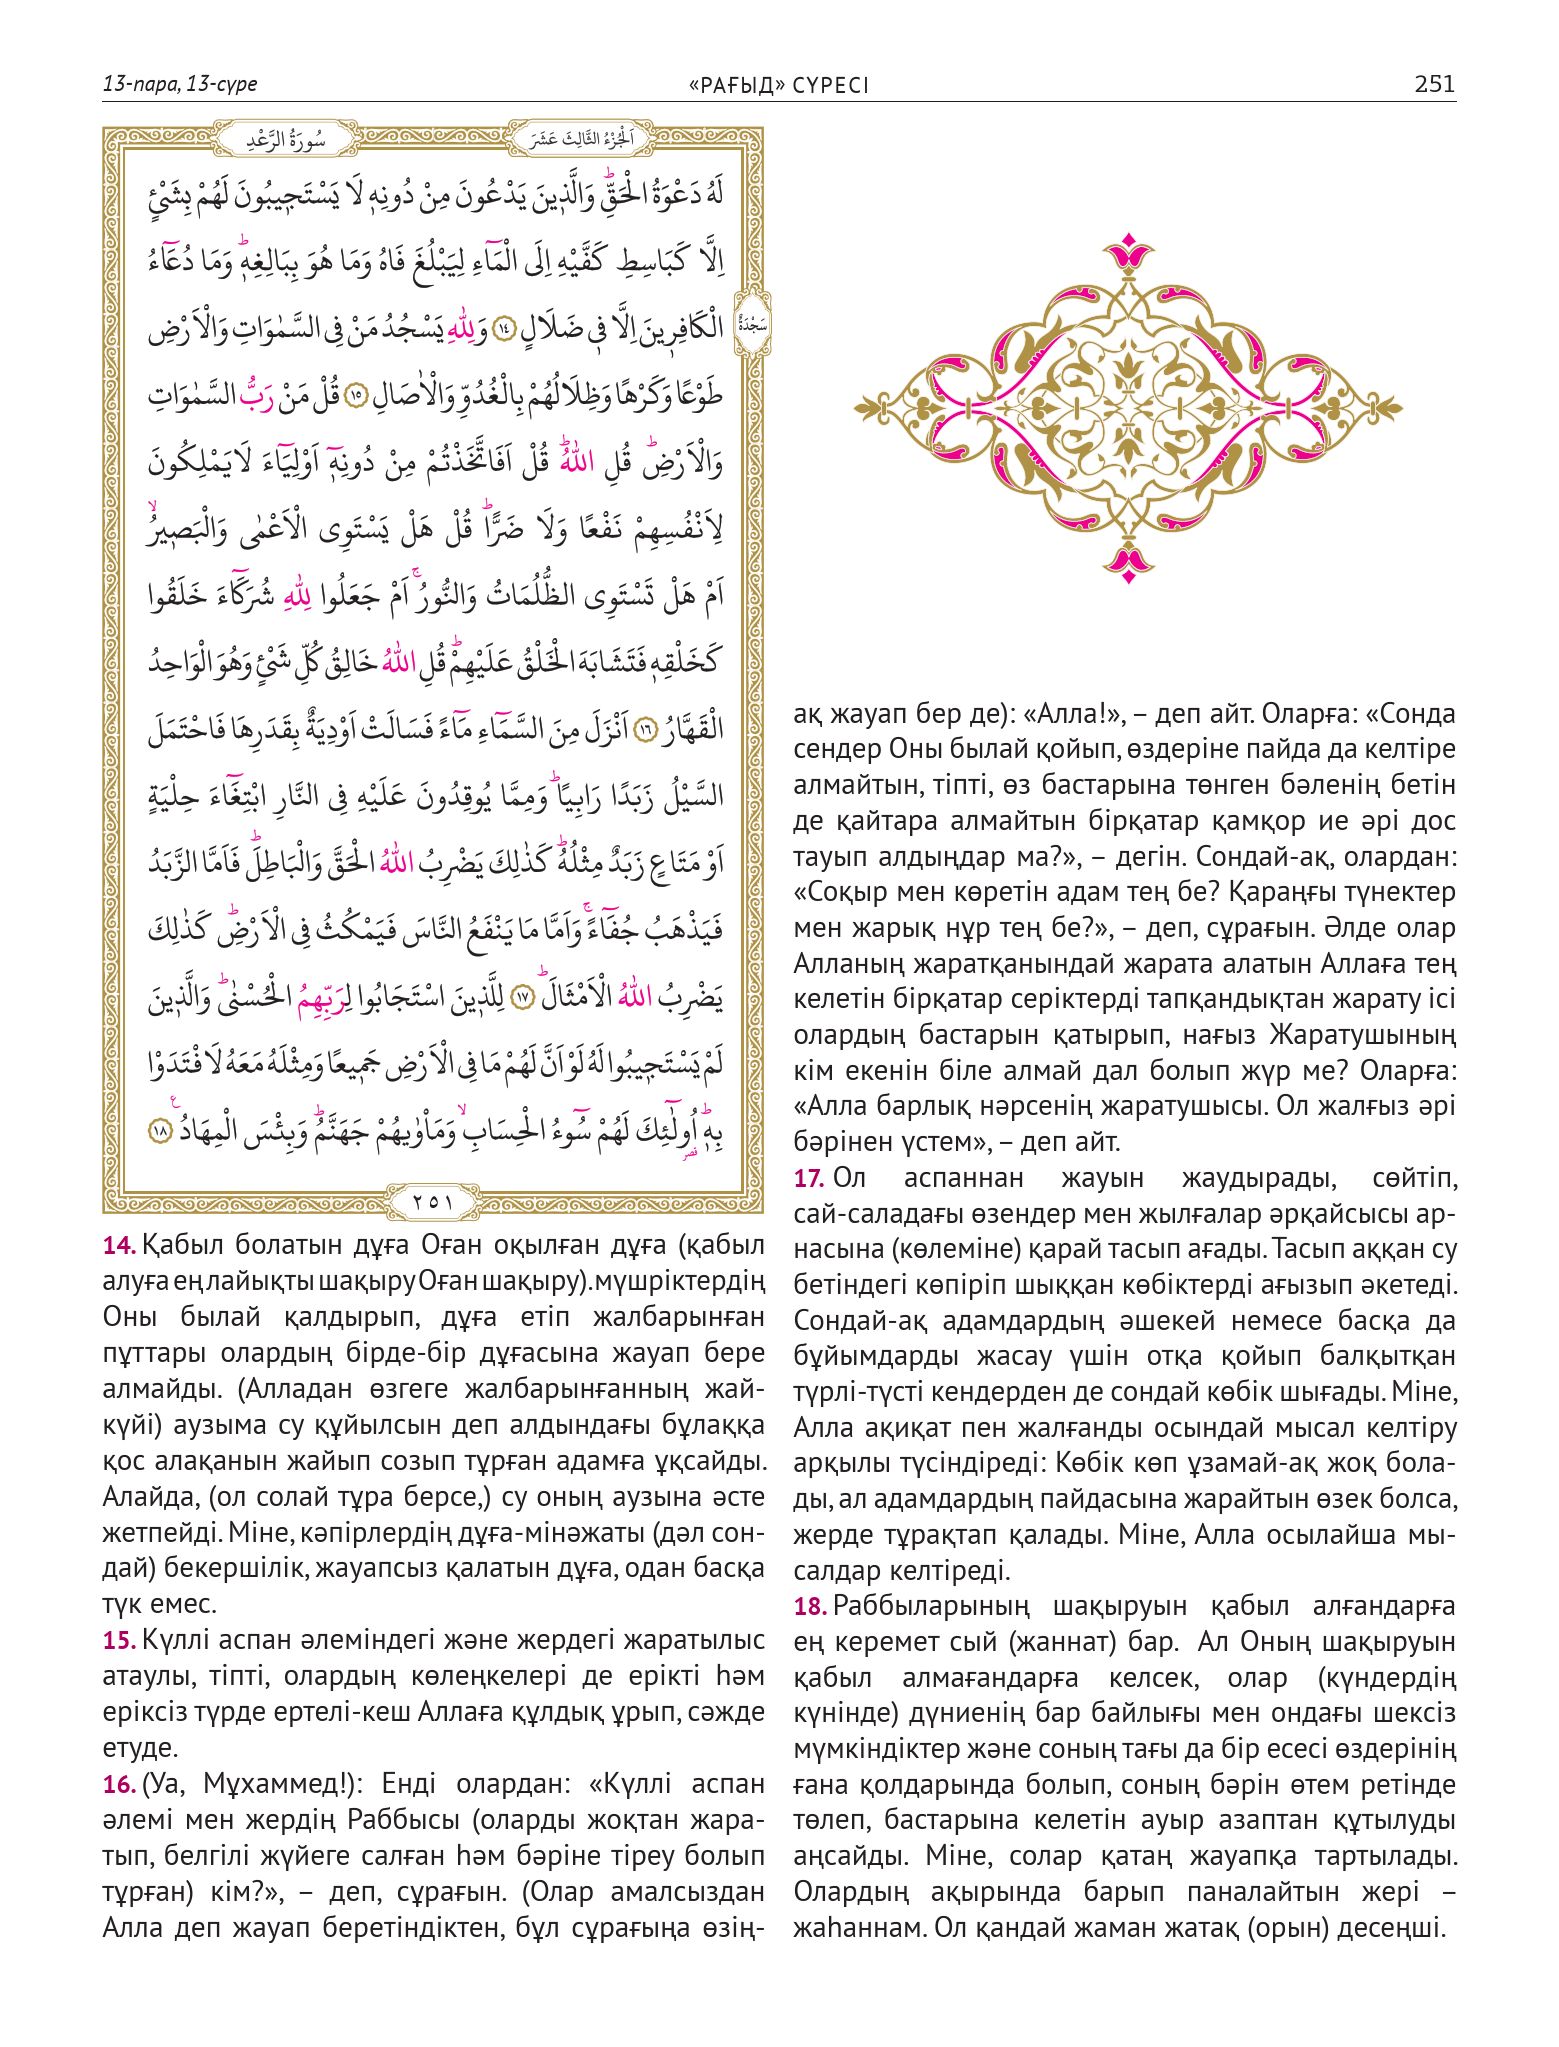 13-пара, 13-сүре
«РАҒЫД» СҮРЕСІ
251
سُورَةُ الرَّعْدِ
اَلْجُزْءُ الثَّالِثَ عَشَرَ
لَهُ دَعْوَةُ الْحَقِّۜ وَالَّذ۪ينَ يَدْعُونَ مِنْ دُونِه۪ لَا يَسْتَج۪يبُونَ لَهُمْ بِشَيْءٍ
اِلَّا كَبَاسِطِ كَفَّيْهِ اِلَى الْمَٓاءِ لِيَبْلُغَ فَاهُ وَمَا هُوَ بِبَالِغِه۪ۜ وَمَا دُعَٓاءُ
الْكَافِر۪ينَ اِلَّا ف۪ي ضَلَالٍ ﴿١٤﴾ وَلِلّٰهِ يَسْجُدُ مَنْ فِي السَّمٰوَاتِ وَالْاَرْضِ
سَجْدَةٌ
طَوْعًا وَكَرْهًا وَظِلَالُهُمْ بِالْغُدُوِّ وَالْاٰصَالِ ﴿١٥﴾ قُلْ مَنْ رَبُّ السَّمٰوَاتِ
وَالْاَرْضِۜ قُلِ اللّٰهُۜ قُلْ اَفَاتَّخَذْتُمْ مِنْ دُونِه۪ٓ اَوْلِيَٓاءَ لَا يَمْلِكُونَ
لِاَنْفُسِهِمْ نَفْعًا وَلَا ضَرًّاۜ قُلْ هَلْ يَسْتَوِي الْاَعْمٰى وَالْبَص۪يرُۙ
اَمْ هَلْ تَسْتَوِي الظُّلُمَاتُ وَالنُّورُۚ اَمْ جَعَلُوا لِلّٰهِ شُرَكَٓاءَ خَلَقُوا
كَخَلْقِه۪ فَتَشَابَهَ الْخَلْقُ عَلَيْهِمْۜ قُلِ اللّٰهُ خَالِقُ كُلِّ شَيْءٍ وَهُوَ الْوَاحِدُ
الْقَهَّارُ ﴿١٦﴾ اَنْزَلَ مِنَ السَّمَٓاءِ مَٓاءً فَسَالَتْ اَوْدِيَةٌ بِقَدَرِهَا فَاحْتَمَلَ
السَّيْلُ زَبَدًا رَابِيًاۜ وَمِمَّا يُوقِدُونَ عَلَيْهِ فِي النَّارِ ابْتِغَٓاءَ حِلْيَةٍ
اَوْ مَتَاعٍ زَبَدٌ مِثْلُهُۜ كَذٰلِكَ يَضْرِبُ اللّٰهُ الْحَقَّ وَالْبَاطِلَۜ فَاَمَّا الزَّبَدُ
فَيَذْهَبُ جُفَٓاءًۚ وَاَمَّا مَا يَنْفَعُ النَّاسَ فَيَمْكُثُ فِي الْاَرْضِۜ كَذٰلِكَ
يَضْرِبُ اللّٰهُ الْاَمْثَالَۜ ﴿١٧﴾ لِلَّذ۪ينَ اسْتَجَابُوا لِرَبِّهِمُ الْحُسْنٰىۜ وَالَّذ۪ينَ
لَمْ يَسْتَج۪يبُوا لَهُ لَوْ اَنَّ لَهُمْ مَا فِي الْاَرْضِ جَم۪يعًا وَمِثْلَهُ مَعَهُ لَافْتَدَوْا
بِه۪ۜ اُو۬لٰٓئِكَ لَهُمْ سُٓوءُ الْحِسَابِۙ وَمَاْوٰيهُمْ جَهَنَّمُۜ وَبِئْسَ الْمِهَادُ ﴿١٨﴾
٢٥١
14. Қабыл болатын дұға Оған оқылған дұға (қабыл
алуға ең лайықты шақыру Оған шақыру).мүшріктердің
Оны былай қалдырып, дұға етіп жалбарынған
пұттары олардың бірде-бір дұғасына жауап бере
алмайды. (Алладан өзгеге жалбарынғанның жай-
күйі) аузыма су құйылсын деп алдындағы бұлаққа
қос алақанын жайып созып тұрған адамға ұқсайды.
Алайда, (ол солай тұра берсе,) су оның аузына әсте
жетпейді. Міне, кәпірлердің дұға-мінәжаты (дәл сон-
дай) бекершілік, жауапсыз қалатын дұға, одан басқа
түк емес.
15. Күллі аспан әлеміндегі және жердегі жаратылыс
атаулы, тіпті, олардың көлеңкелері де ерікті һәм
еріксіз түрде ертелі-кеш Аллаға құлдық ұрып, сәжде
етуде.
16. (Уа, Мұхаммед!): Енді олардан: «Күллі аспан
әлемі мен жердің Раббысы (оларды жоқтан жара-
тып, белгілі жүйеге салған һәм бәріне тіреу болып
тұрған) кім?», – деп, сұрағын. (Олар амалсыздан
Алла деп жауап беретіндіктен, бұл сұрағыңа өзің-
ақ жауап бер де): «Алла!», – деп айт. Оларға: «Сонда
сендер Оны былай қойып, өздеріне пайда да келтіре
алмайтын, тіпті, өз бастарына төнген бәленің бетін
де қайтара алмайтын бірқатар қамқор ие әрі дос
тауып алдыңдар ма?», – дегін. Сондай-ақ, олардан:
«Соқыр мен көретін адам тең бе? Қараңғы түнектер
мен жарық нұр тең бе?», – деп, сұрағын. Әлде олар
Алланың жаратқанындай жарата алатын Аллаға тең
келетін бірқатар серіктерді тапқандықтан жарату ісі
олардың бастарын қатырып, нағыз Жаратушының
кім екенін біле алмай дал болып жүр ме? Оларға:
«Алла барлық нәрсенің жаратушысы. Ол жалғыз әрі
бәрінен үстем», – деп айт.
17. Ол аспаннан жауын жаудырады, сөйтіп,
сай-саладағы өзендер мен жылғалар әрқайсысы ар-
насына (көлеміне) қарай тасып ағады. Тасып аққан су
бетіндегі көпіріп шыққан көбіктерді ағызып әкетеді.
Сондай-ақ адамдардың әшекей немесе басқа да
бұйымдарды жасау үшін отқа қойып балқытқан
түрлі-түсті кендерден де сондай көбік шығады. Міне,
Алла ақиқат пен жалғанды осындай мысал келтіру
арқылы түсіндіреді: Көбік көп ұзамай-ақ жоқ бола-
ды, ал адамдардың пайдасына жарайтын өзек болса,
жерде тұрақтап қалады. Міне, Алла осылайша мы-
салдар келтіреді.
18. Раббыларының шақыруын қабыл алғандарға
ең керемет сый (жаннат) бар. Ал Оның шақыруын
қабыл алмағандарға келсек, олар (күндердің
күнінде) дүниенің бар байлығы мен ондағы шексіз
мүмкіндіктер және соның тағы да бір есесі өздерінің
ғана қолдарында болып, соның бәрін өтем ретінде
төлеп, бастарына келетін ауыр азаптан құтылуды
аңсайды. Міне, солар қатаң жауапқа тартылады.
Олардың ақырында барып паналайтын жері –
жаһаннам. Ол қандай жаман жатақ (орын) десеңші.